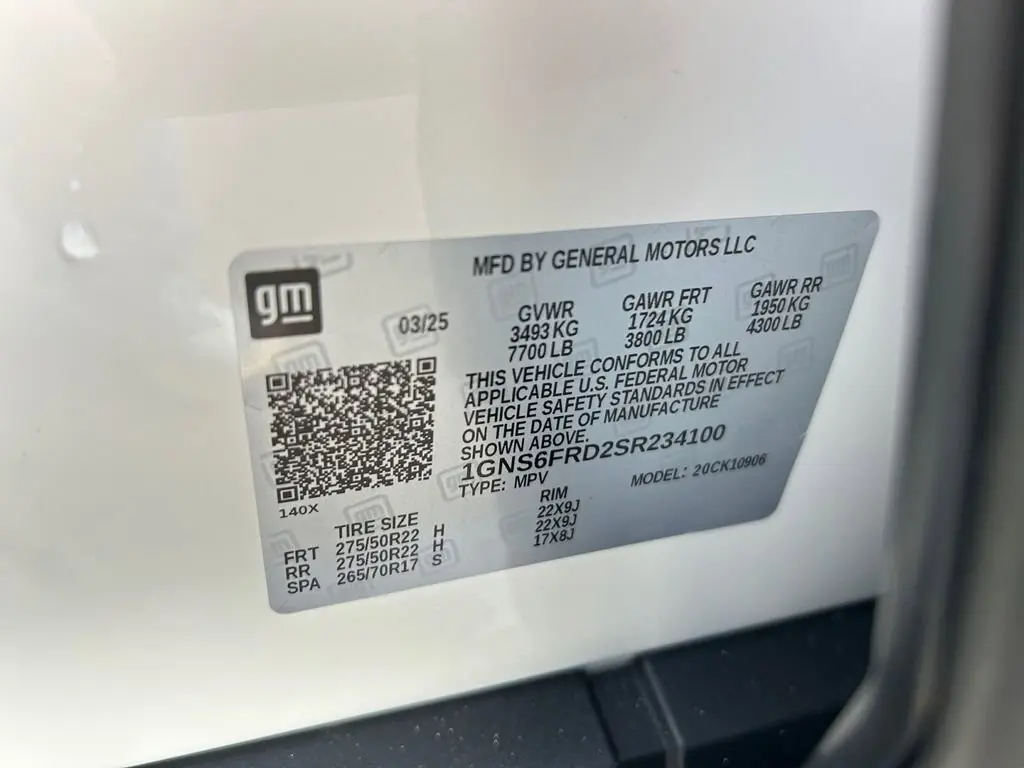 gm
MFD BY GENERAL MOTORS LLC
03/25
GVWR GAWR FRT GAWR RR
3493 KG 1724 KG 1950 KG
7700 LB 3800 LB 4300 LB
THIS VEHICLE CONFORMS TO ALL
APPLICABLE U.S. FEDERAL MOTOR
VEHICLE SAFETY STANDARDS IN EFFECT
ON THE DATE OF MANUFACTURE
SHOWN ABOVE.
1GNS6FRD2SR234100
TYPE: MPV MODEL: 20CK10906
140X
TIRE SIZE RIM
FRT 275/50R22 H 22X9J
RR 275/50R22 H 22X9J
SPA 265/70R17 S 17X8J